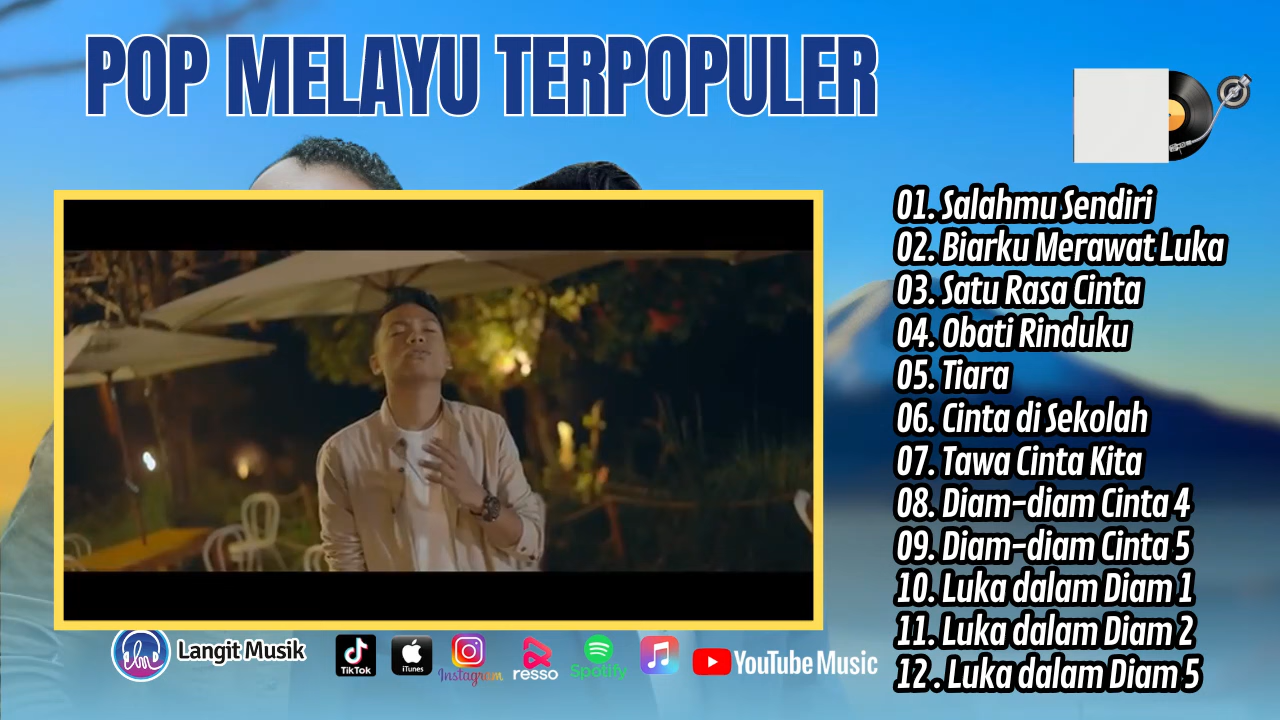 POP MELAYU TERPOPULER
01. Salahmu Sendiri
02. Biarku Merawat Luka
03. Satu Rasa Cinta
04. Obati Rinduku
05. Tiara
06. Cinta di Sekolah
07. Tawa Cinta Kita
08. Diam-diam Cinta 4
09. Diam-diam Cinta 5
10. Luka dalam Diam 1
11. Luka dalam Diam 2
12 . Luka dalam Diam 5
lm Langit Musik
TikTok
iTunes
Instagram
resso
Spotify
YouTube Music